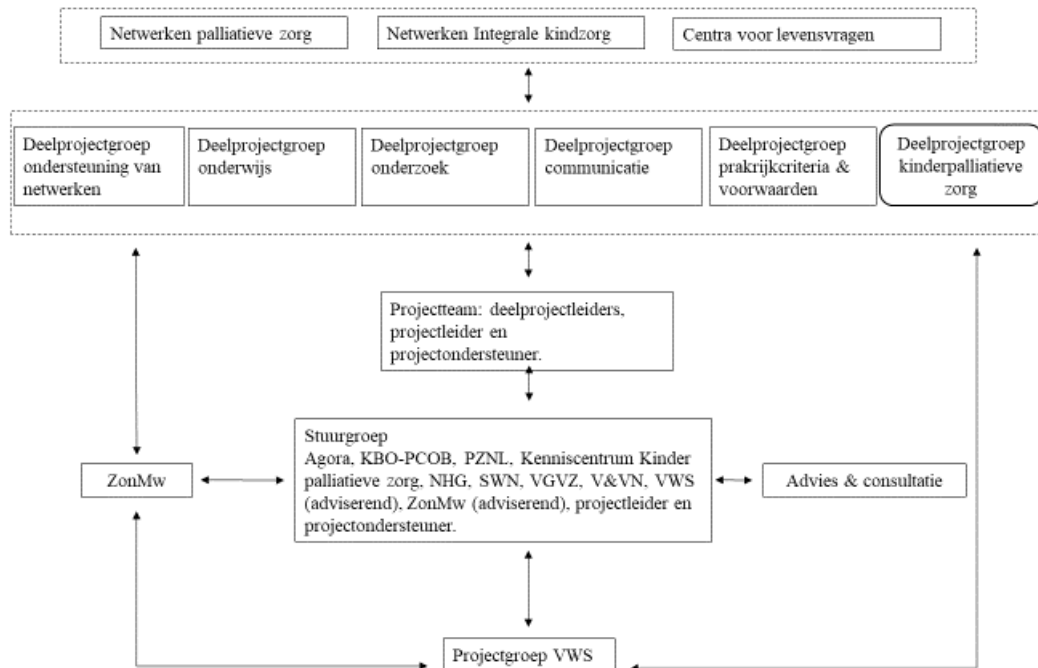 Netwerken palliatieve zorg
Netwerken Integrale kindzorg
Centra voor levensvragen
Deelprojectgroep
ondersteuning van
netwerken
Deelprojectgroep
onderwijs
Deelprojectgroep
onderzoek
Deelprojectgroep
communicatie
Deelprojectgroep
prakrijkcriteria &
voorwaarden
Deelprojectgroep
kinderpalliatieve
zorg
Projectteam: deelprojectleiders,
projectleider en
projectondersteuner.
Stuurgroep
Agora, KBO-PCOB, PZNL, Kenniscentrum Kinder
palliatieve zorg, NHG, SWN, VGVZ, V&VN, VWS
(adviserend), ZonMw (adviserend), projectleider en
projectondersteuner.
ZonMw
Advies & consultatie
Projectgroep VWS